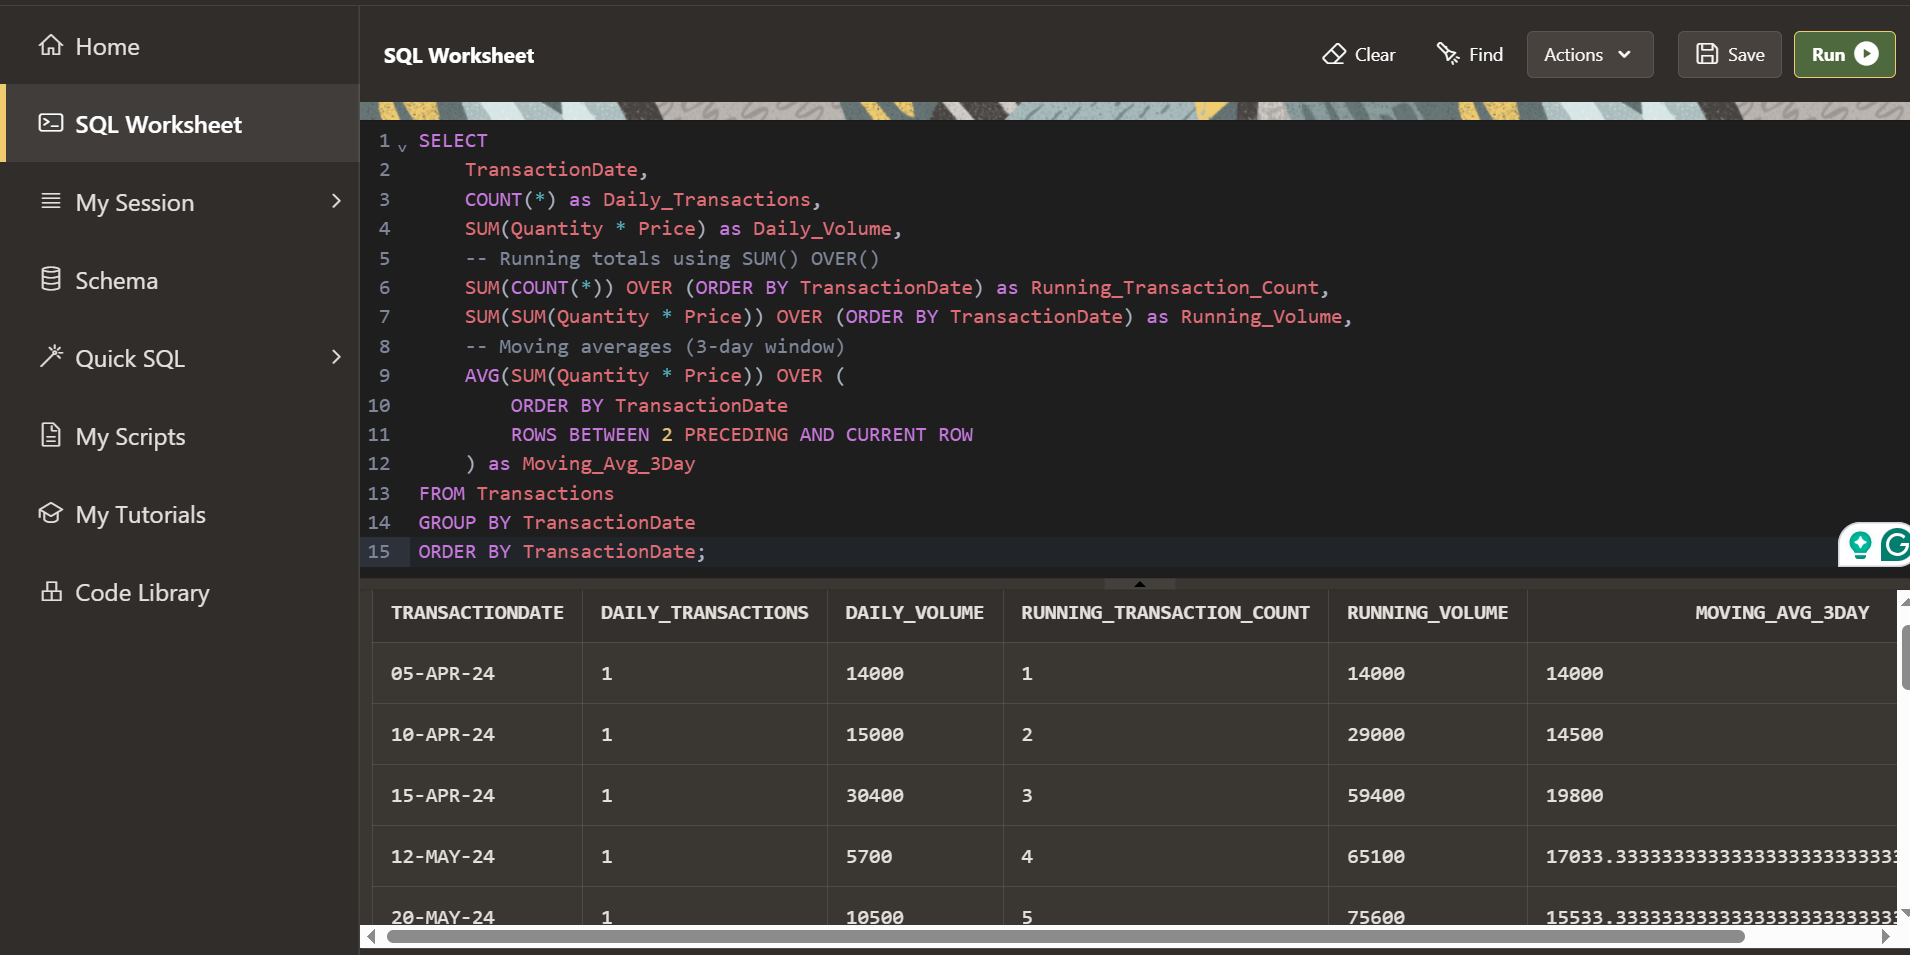 Home
SQL Worksheet
My Session
Schema
Quick SQL
My Scripts
My Tutorials
Code Library
SQL Worksheet
Clear
Find
Actions
Save
Run
1 SELECT
2 TransactionDate,
3 COUNT(*) as Daily_Transactions,
4 SUM(Quantity * Price) as Daily_Volume,
5 -- Running totals using SUM() OVER()
6 SUM(COUNT(*)) OVER (ORDER BY TransactionDate) as Running_Transaction_Count,
7 SUM(SUM(Quantity * Price)) OVER (ORDER BY TransactionDate) as Running_Volume,
8 -- Moving averages (3-day window)
9 AVG(SUM(Quantity * Price)) OVER (
10 ORDER BY TransactionDate
11 ROWS BETWEEN 2 PRECEDING AND CURRENT ROW
12 ) as Moving_Avg_3Day
13 FROM Transactions
14 GROUP BY TransactionDate
15 ORDER BY TransactionDate;
TRANSACTIONDATE DAILY_TRANSACTIONS DAILY_VOLUME RUNNING_TRANSACTION_COUNT RUNNING_VOLUME MOVING_AVG_3DAY
05-APR-24 1 14000 1 14000 14000
10-APR-24 1 15000 2 29000 14500
15-APR-24 1 30400 3 59400 19800
12-MAY-24 1 5700 4 65100 17033.3333333333333333333333333
20-MAY-24 1 10500 5 75600 15533.3333333333333333333333333